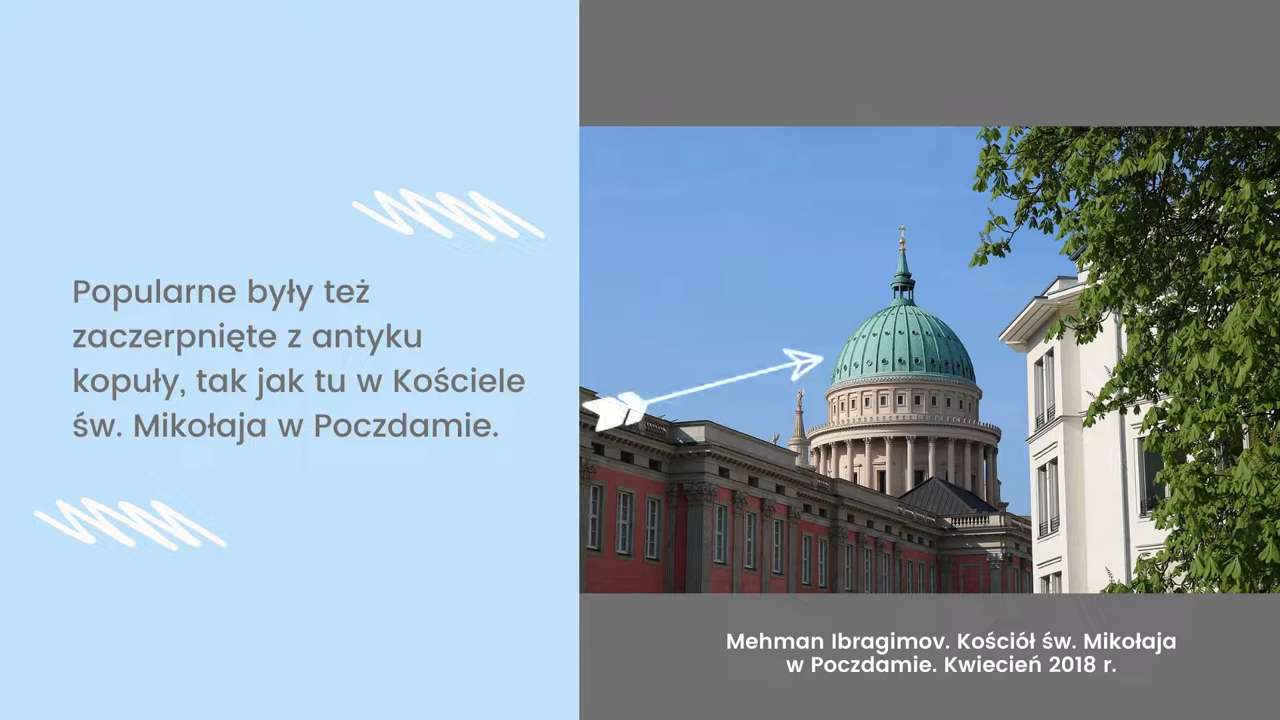 Popularne były też
zaczerpnięte z antyku
kopuły, tak jak tu w Kościele
św. Mikołaja w Poczdamie.
Mehman Ibragimov. Kościół św. Mikołaja
w Poczdamie. Kwiecień 2018 r.